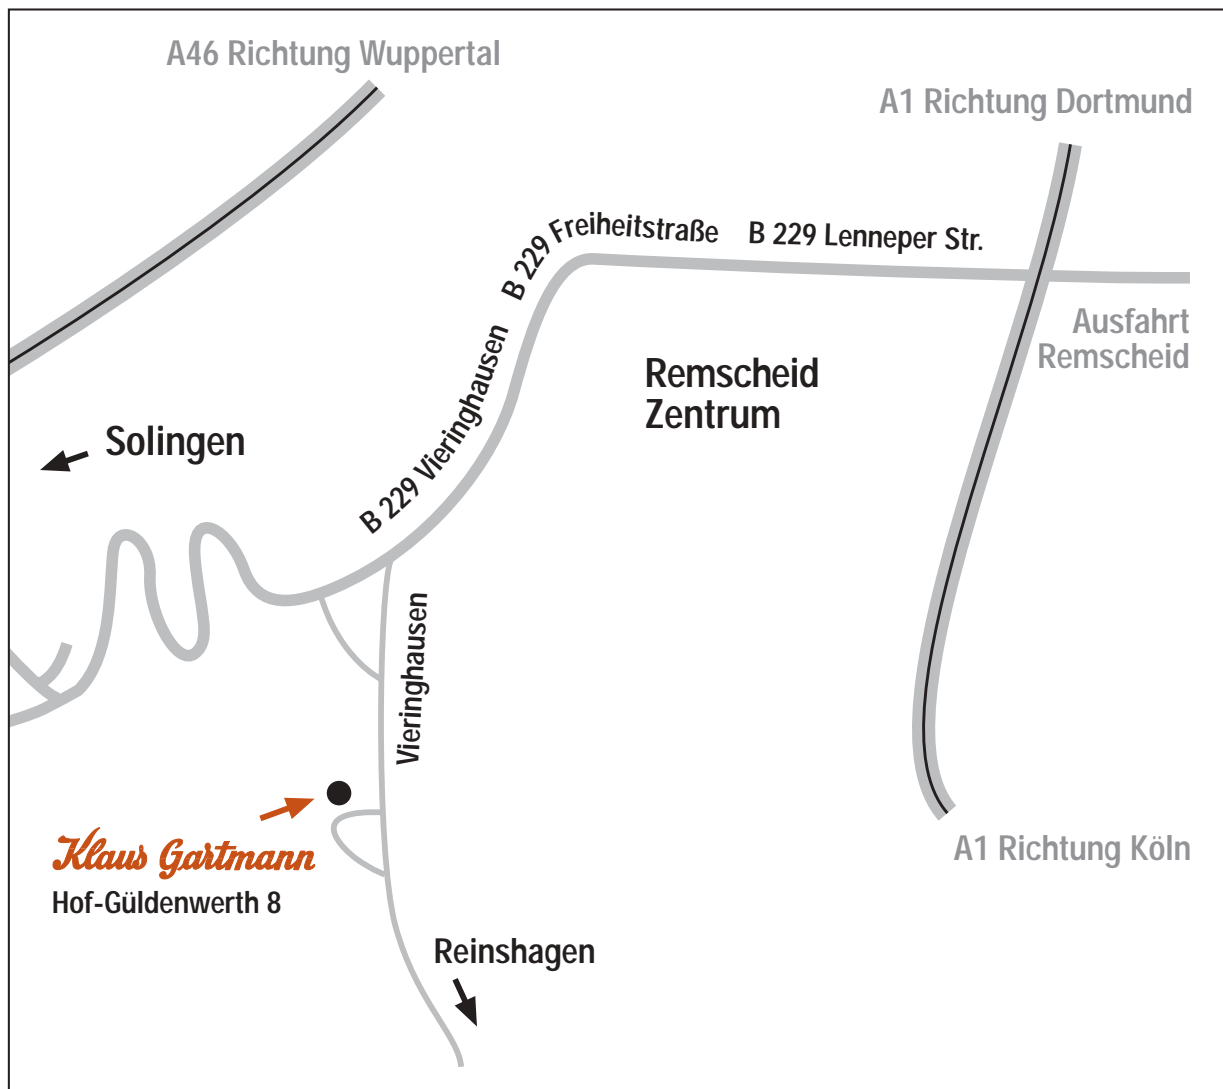 A46 Richtung Wuppertal
A1 Richtung Dortmund
B 229 Freiheitstraße
B 229 Lenneper Str.
Ausfahrt
Remscheid
B 229 Vieringhausen
Remscheid
Zentrum
Solingen
Vieringhausen
Klaus Gartmann
Hof-Güldenwerth 8
A1 Richtung Köln
Reinshagen